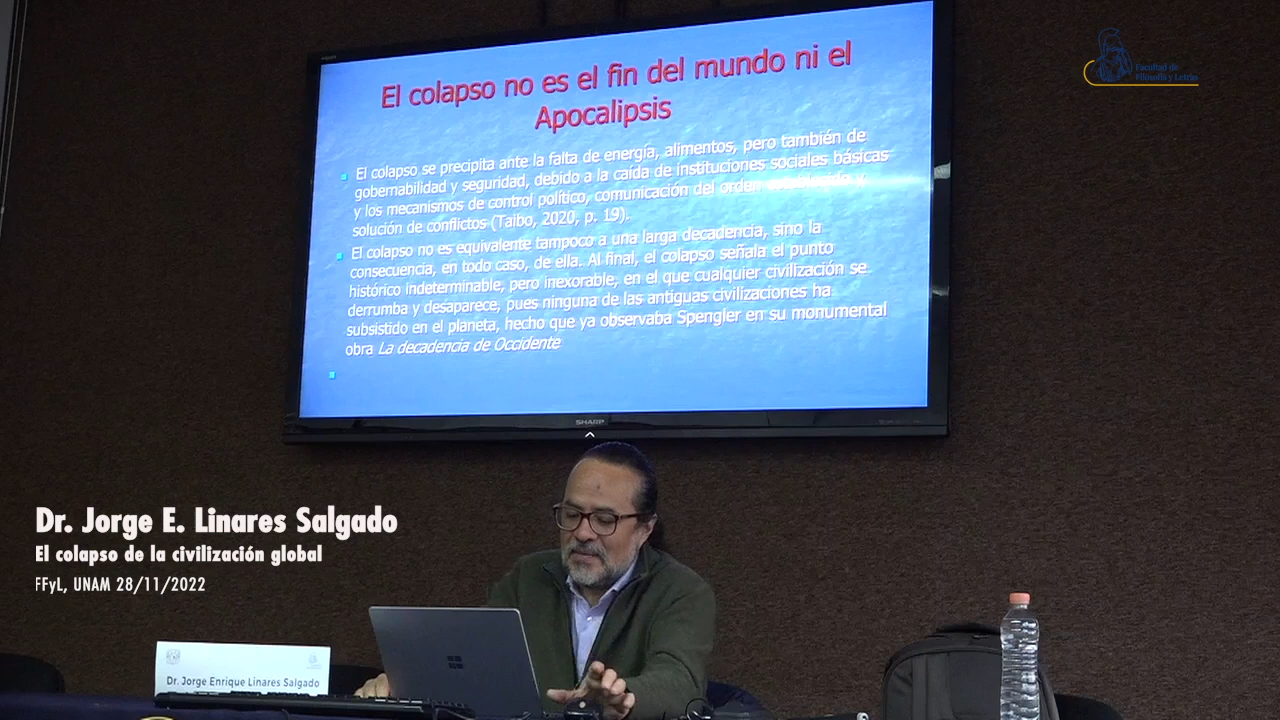 El colapso no es el fin del mundo ni el
Apocalipsis
El colapso se precipita ante la falta de energía, alimentos, pero también de
gobernabilidad y seguridad, debido a la caída de instituciones sociales básicas
y los mecanismos de control político, comunicación del orden establecido y
solución de conflictos (Taibo, 2020, p. 19).
El colapso no es equivalente tampoco a una larga decadencia, sino la
consecuencia, en todo caso, de ella. Al final, el colapso señala el punto
histórico indeterminable, pero inexorable, en el que cualquier civilización se
derrumba y desaparece, pues ninguna de las antiguas civilizaciones ha
subsistido en el planeta, hecho que ya observaba Spengler en su monumental
obra La decadencia de Occidente
Facultad de
Filosofía y Letras
SHARP
Dr. Jorge E. Linares Salgado
El colapso de la civilización global
FFyL, UNAM 28/11/2022
Dr. Jorge Enrique Linares Salgado